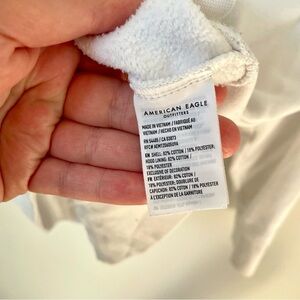 AMERICAN EAGLE
OUTFITTERS
MADE IN VIETNAM / FABRIQUÉ AU
VIETNAM / HECHO EN VIETNAM
RN 54485 / CA 03973
EN: SHELL: 82% COTTON / 18% POLYESTER;
HOOD LINING: 82% COTTON /
18% POLYESTER
EXCLUSIVE OF DECORATION
FR: EXTÉRIEUR: 82% COTON /
18% POLYESTER; DOUBLURE DE
CAPUCHON: 82% COTON / 18% POLYESTER
À L'EXCEPTION DE LA GARNITURE